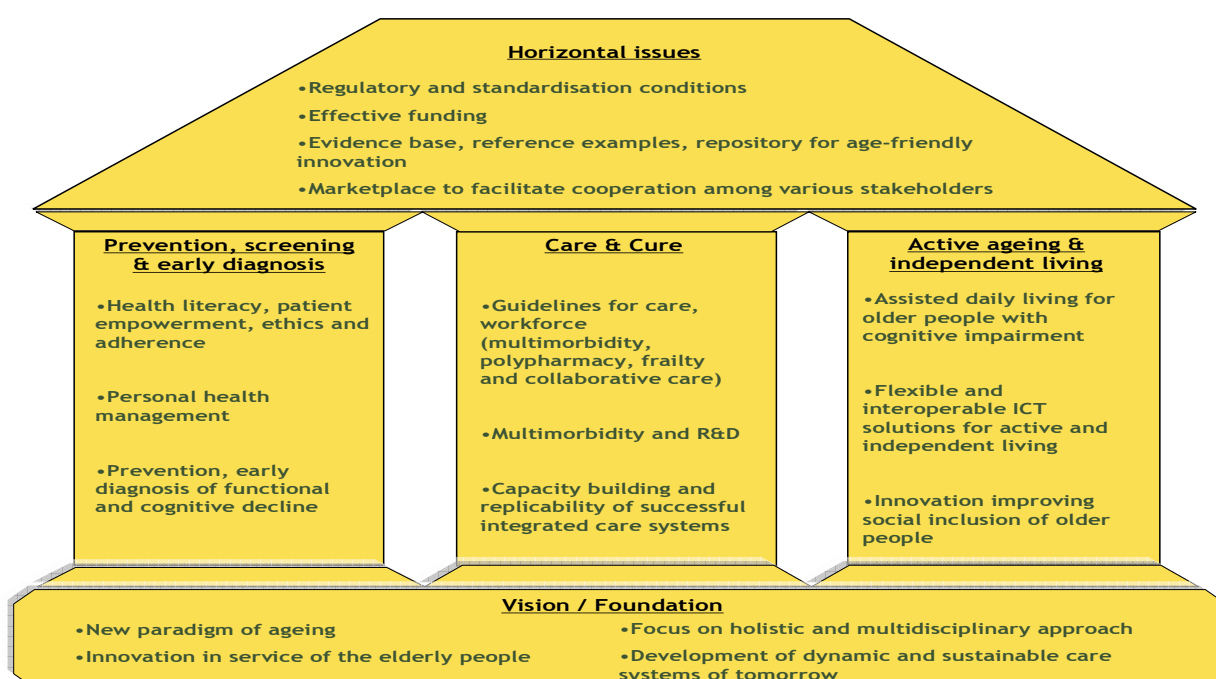 Horizontal issues
•Regulatory and standardisation conditions
•Effective funding
•Evidence base, reference examples, repository for age-friendly
innovation
•Marketplace to facilitate cooperation among various stakeholders
Prevention, screening
& early diagnosis
•Health literacy, patient
empowerment, ethics and
adherence
•Personal health
management
•Prevention, early
diagnosis of functional
and cognitive decline
Care & Cure
•Guidelines for care,
workforce
(multimorbidity,
polypharmacy, frailty
and collaborative care)
•Multimorbidity and R&D
•Capacity building and
replicability of successful
integrated care systems
Active ageing &
independent living
•Assisted daily living for
older people with
cognitive impairment
•Flexible and
interoperable ICT
solutions for active and
independent living
•Innovation improving
social inclusion of older
people
Vision / Foundation
•New paradigm of ageing
•Innovation in service of the elderly people
•Focus on holistic and multidisciplinary approach
•Development of dynamic and sustainable care
systems of tomorrow